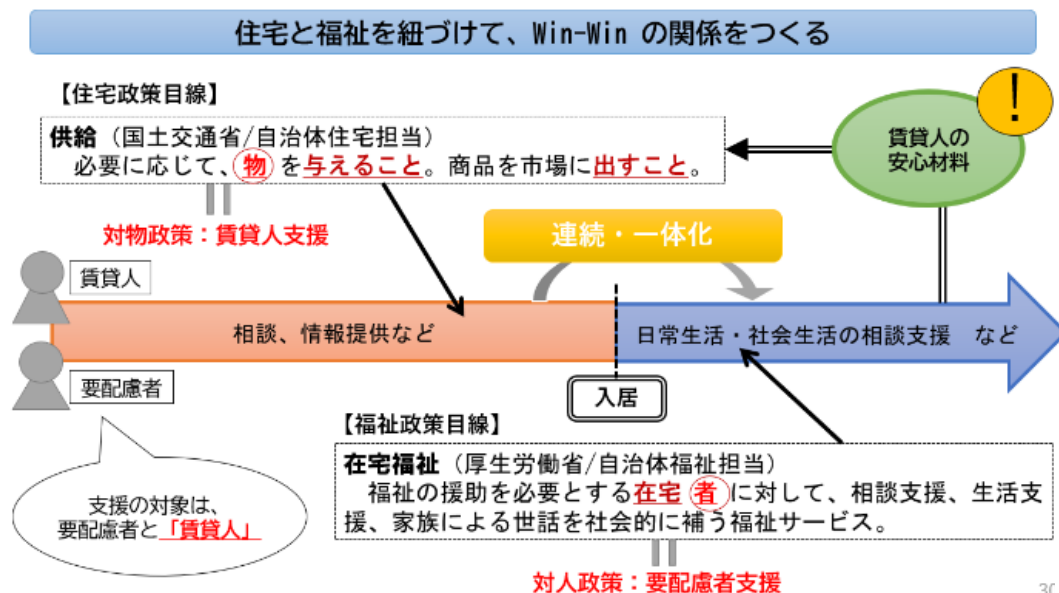 住宅と福祉を紐づけて、Win-Win の関係をつくる
【住宅政策目線】
供給（国土交通省/自治体住宅担当）
必要に応じて、物を与えること。商品を市場に出すこと。
対物政策：賃貸人支援
!
賃貸人の
安心材料
連続・一体化
賃貸人
相談、情報提供など
日常生活・社会生活の相談支援　など
要配慮者
入居
【福祉政策目線】
在宅福祉（厚生労働省/自治体福祉担当）
福祉の援助を必要とする在宅者に対して、相談支援、生活支
援、家族による世話を社会的に補う福祉サービス。
対人政策：要配慮者支援
支援の対象は、
要配慮者と「賃貸人」